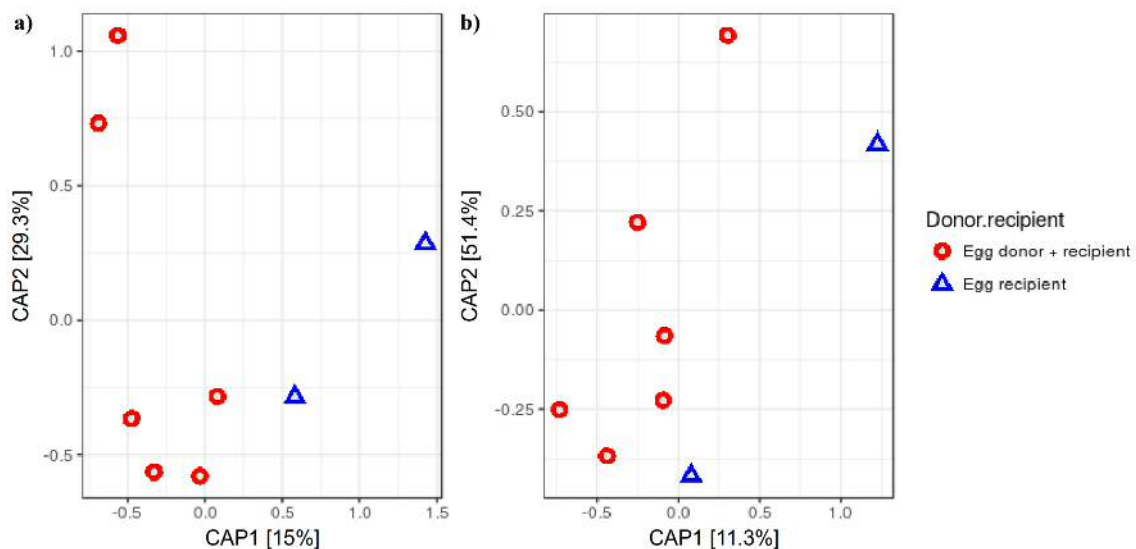 a)
CAP2 [29.3%]
1.0
0.5
0.0
-0.5
-0.5 0.0 0.5 1.0 1.5
CAP1 [15%]
b)
CAP2 [51.4%]
0.50
0.25
0.00
-0.25
-0.5 0.0 0.5 1.0
CAP1 [11.3%]
Donor.recipient
Egg donor + recipient
Egg recipient